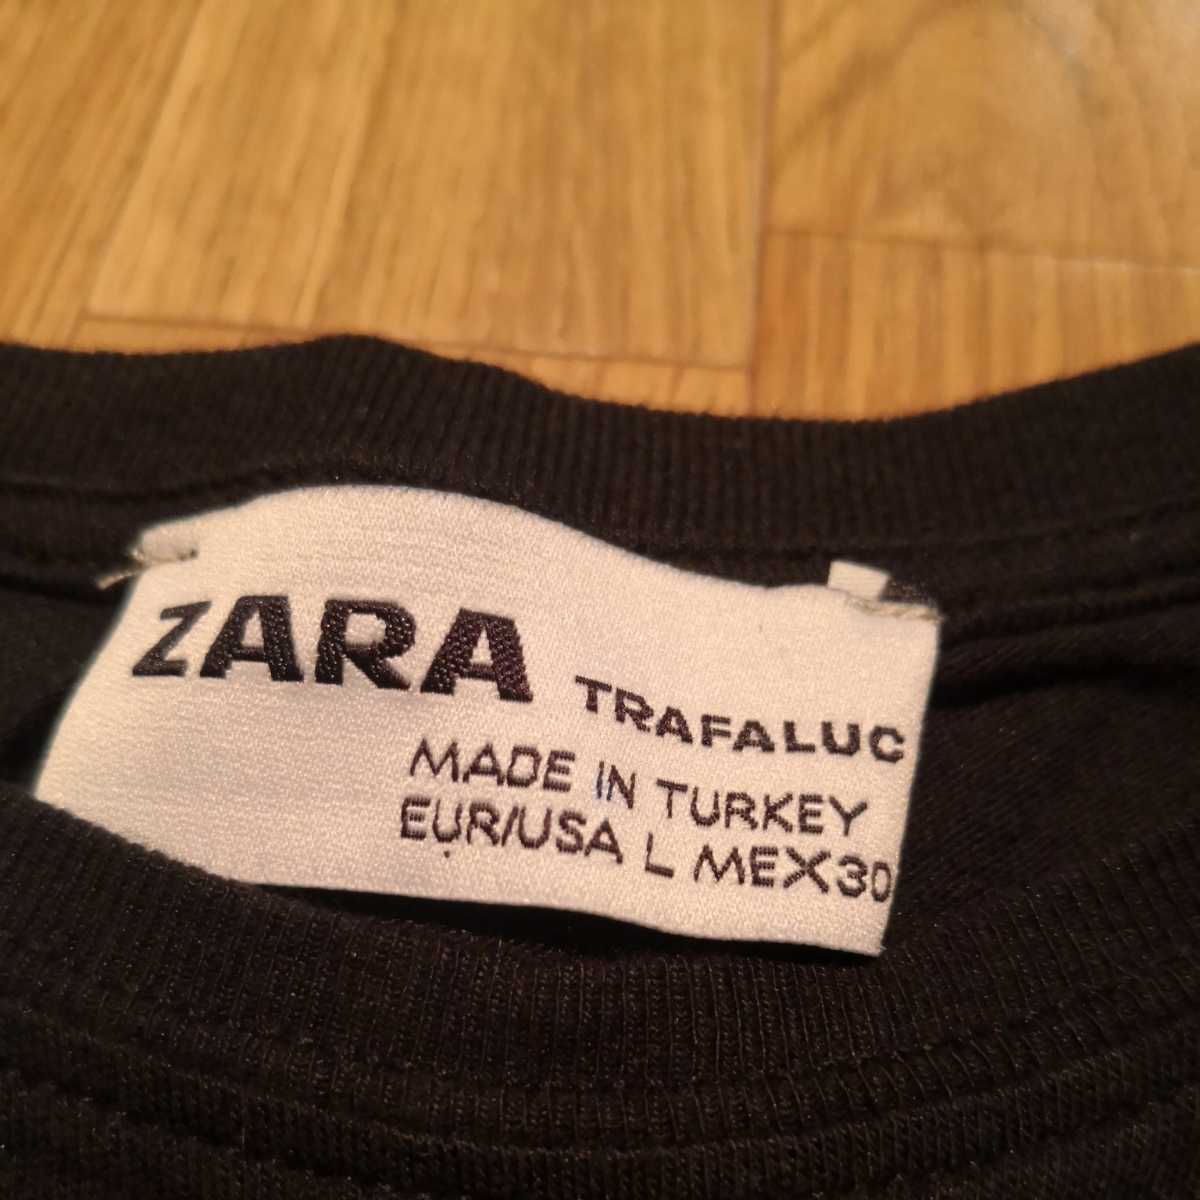 ZARA TRAFALUC
MADE IN TURKEY
EUR/USA L MEX30